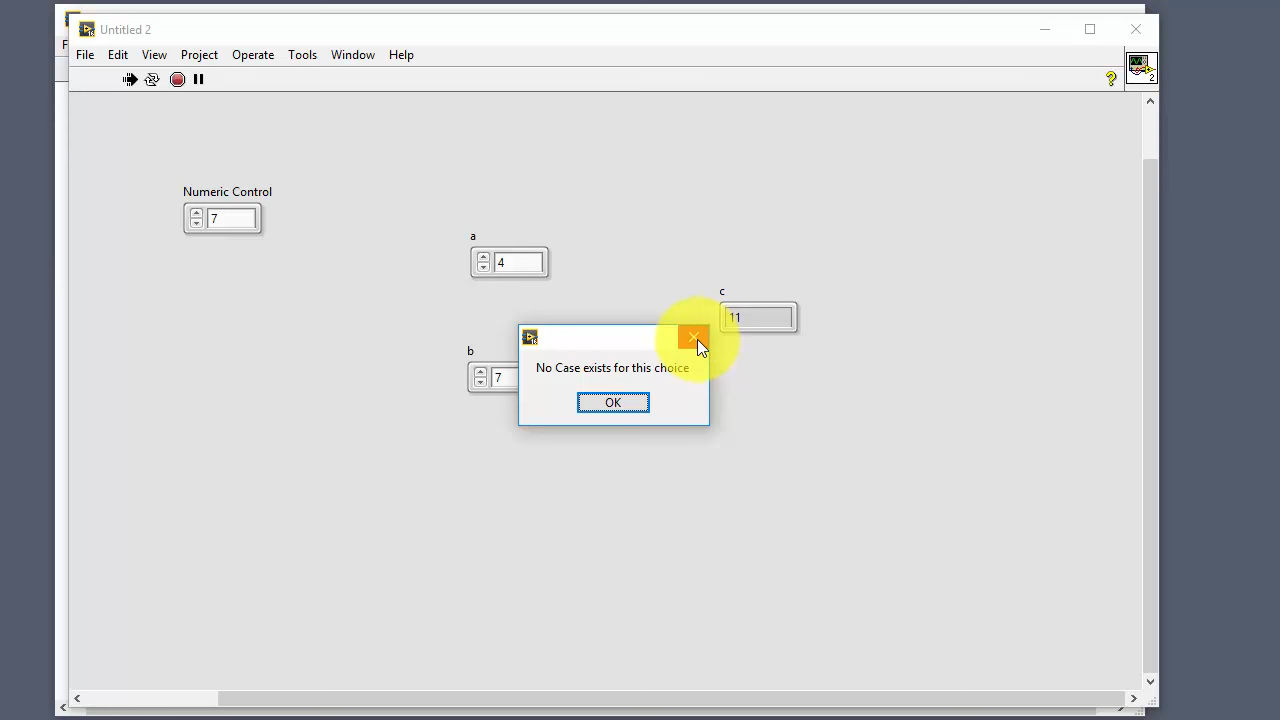 Untitled 2
File Edit View Project Operate Tools Window Help
?
2
Numeric Control
7
a
4
c
11
b
7
No Case exists for this choice
OK